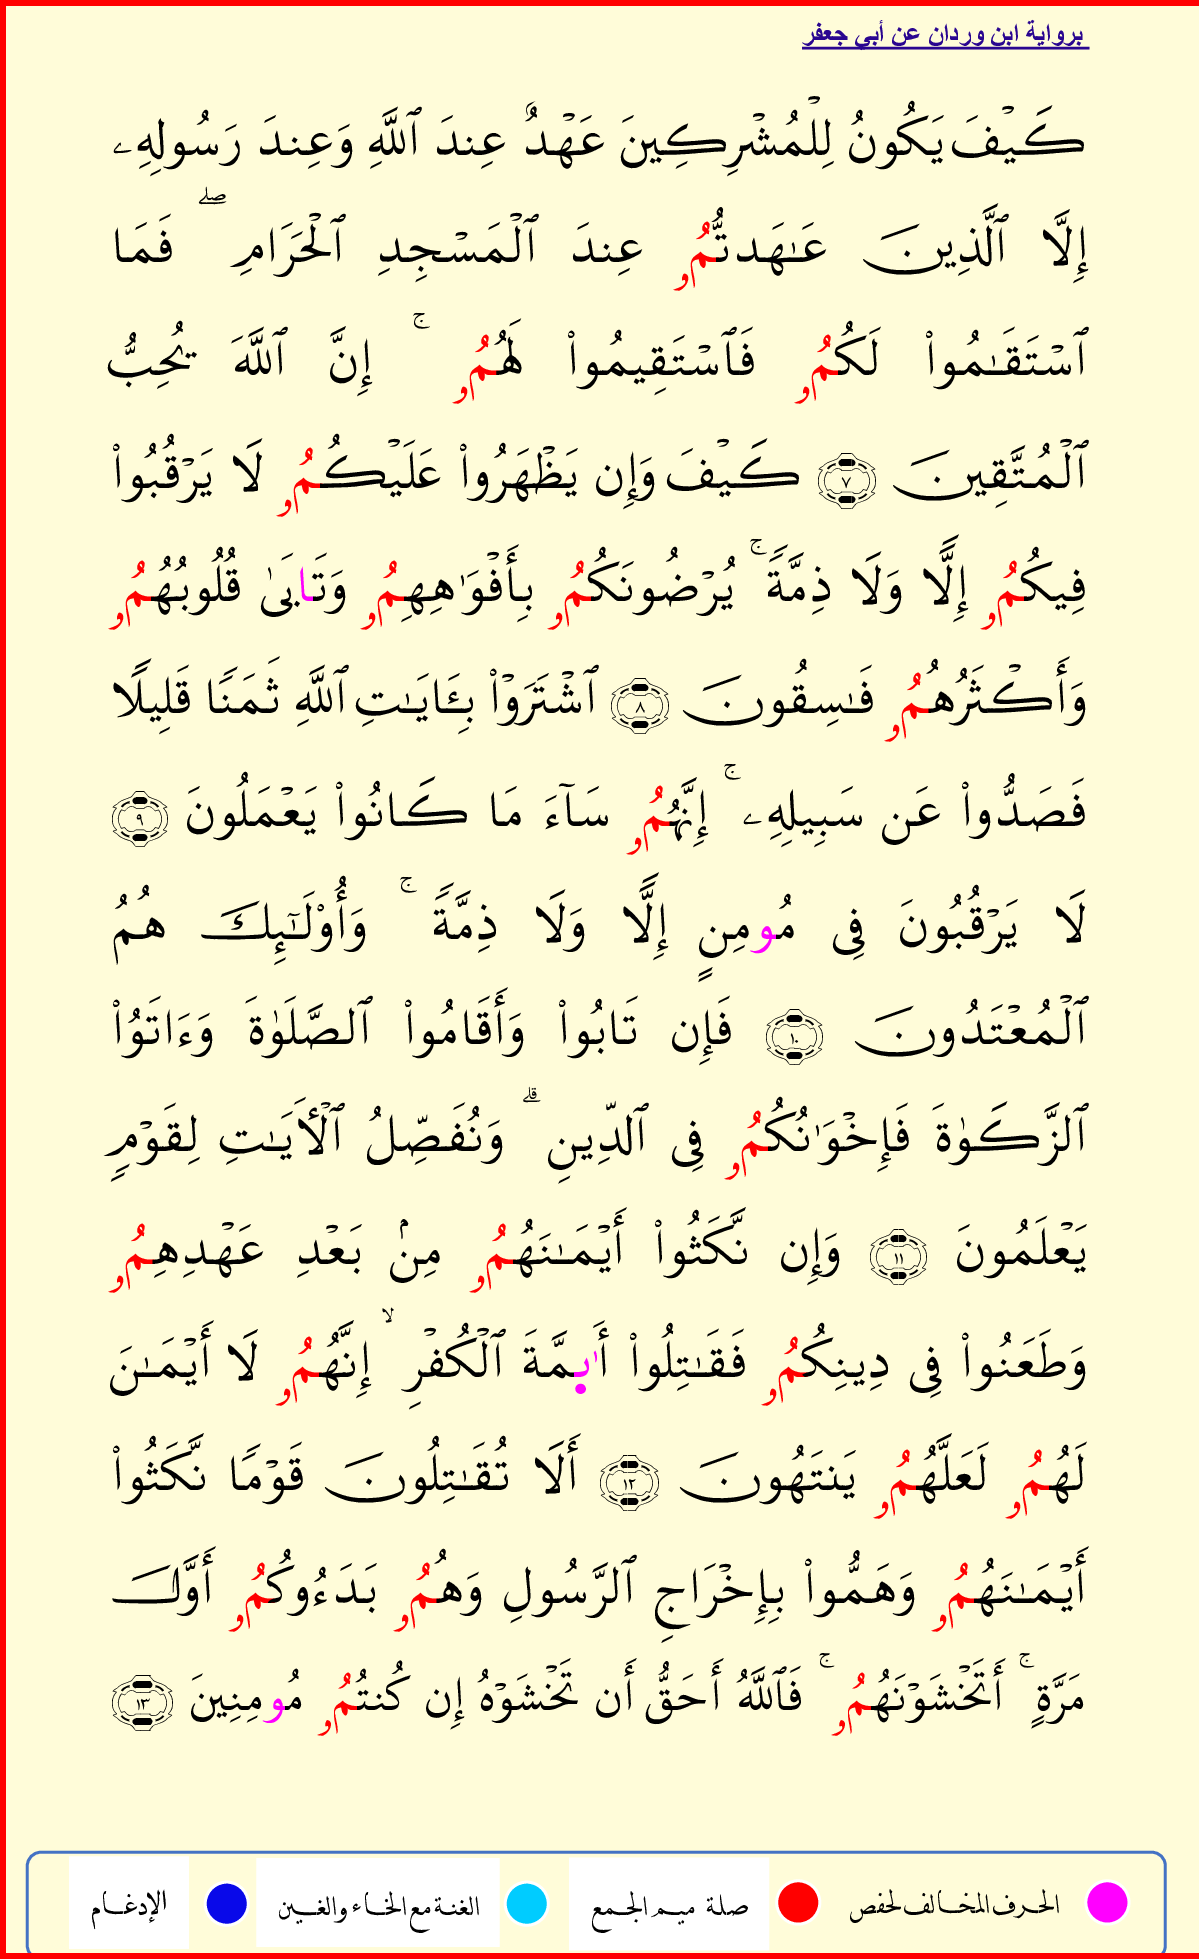 برواية ابن وردان عن أبي جعفر
كَيۡفَ يَكُونُ لِلۡمُشۡرِكِينَ عَهۡدٌ عِندَ ٱللَّهِ وَعِندَ رَسُولِهِۦ
إِلَّا ٱلَّذِينَ عَـٰهَدتُّمُو عِندَ ٱلۡمَسۡجِدِ ٱلۡحَرَامِۖ فَمَا
ٱسۡتَقَـٰمُواْ لَكُمُو فَٱسۡتَقِيمُواْ لَهُمُوۚ إِنَّ ٱللَّهَ يُحِبُّ
ٱلۡمُتَّقِينَ ٧ كَيۡفَ وَإِن يَظۡهَرُواْ عَلَيۡكُمُو لَا يَرۡقُبُواْ
فِيكُمُو إِلًّا وَلَا ذِمَّةًۚ يُرۡضُونَكُمُو بِأَفۡوَٰهِهِمُو وَتَابَىٰ قُلُوبُهُمُو
وَأَكۡثَرُهُمُو فَـٰسِقُونَ ٨ ٱشۡتَرَوۡاْ بِـَٔايَـٰتِ ٱللَّهِ ثَمَنًا قَلِيلًا
فَصَدُّواْ عَن سَبِيلِهِۦۚ إِنَّهُمُو سَآءَ مَا كَانُواْ يَعۡمَلُونَ ٩
لَا يَرۡقُبُونَ فِى مُومِنٍ إِلًّا وَلَا ذِمَّةًۚ وَأُوْلَـٰٓئِكَ هُمُ
ٱلۡمُعۡتَدُونَ ١٠ فَإِن تَابُواْ وَأَقَامُواْ ٱلصَّلَوٰةَ وَءَاتَوُاْ
ٱلزَّكَوٰةَ فَإِخۡوَٰنُكُمُو فِى ٱلدِّينِۗ وَنُفَصِّلُ ٱلۡأَيَـٰتِ لِقَوۡمٍ
يَعۡلَمُونَ ١١ وَإِن نَّكَثُواْ أَيۡمَـٰنَهُمُو مِنۢ بَعۡدِ عَهۡدِهِمُو
وَطَعَنُواْ فِى دِينِكُمُو فَقَـٰتِلُواْ أَٰىِٕمَّةَ ٱلۡكُفۡرِۙ إِنَّهُمُو لَا أَيۡمَـٰنَ
لَهُمُو لَعَلَّهُمُو يَنتَهُونَ ١٢ أَلَا تُقَـٰتِلُونَ قَوۡمًا نَّكَثُواْ
أَيۡمَـٰنَهُمُو وَهَمُّواْ بِإِخۡرَاجِ ٱلرَّسُولِ وَهُمُو بَدَءُوكُمُو أَوَّلَ
مَرَّةٍۚ أَتَخۡشَوۡنَهُمُوۚ فَٱللَّهُ أَحَقُّ أَن تَخۡشَوۡهُ إِن كُنتُمُو مُومِنِينَ ١٣
الحرف المخالف لحفص صلة ميم الجمع الغنة مع الخاء والغين الإدغام